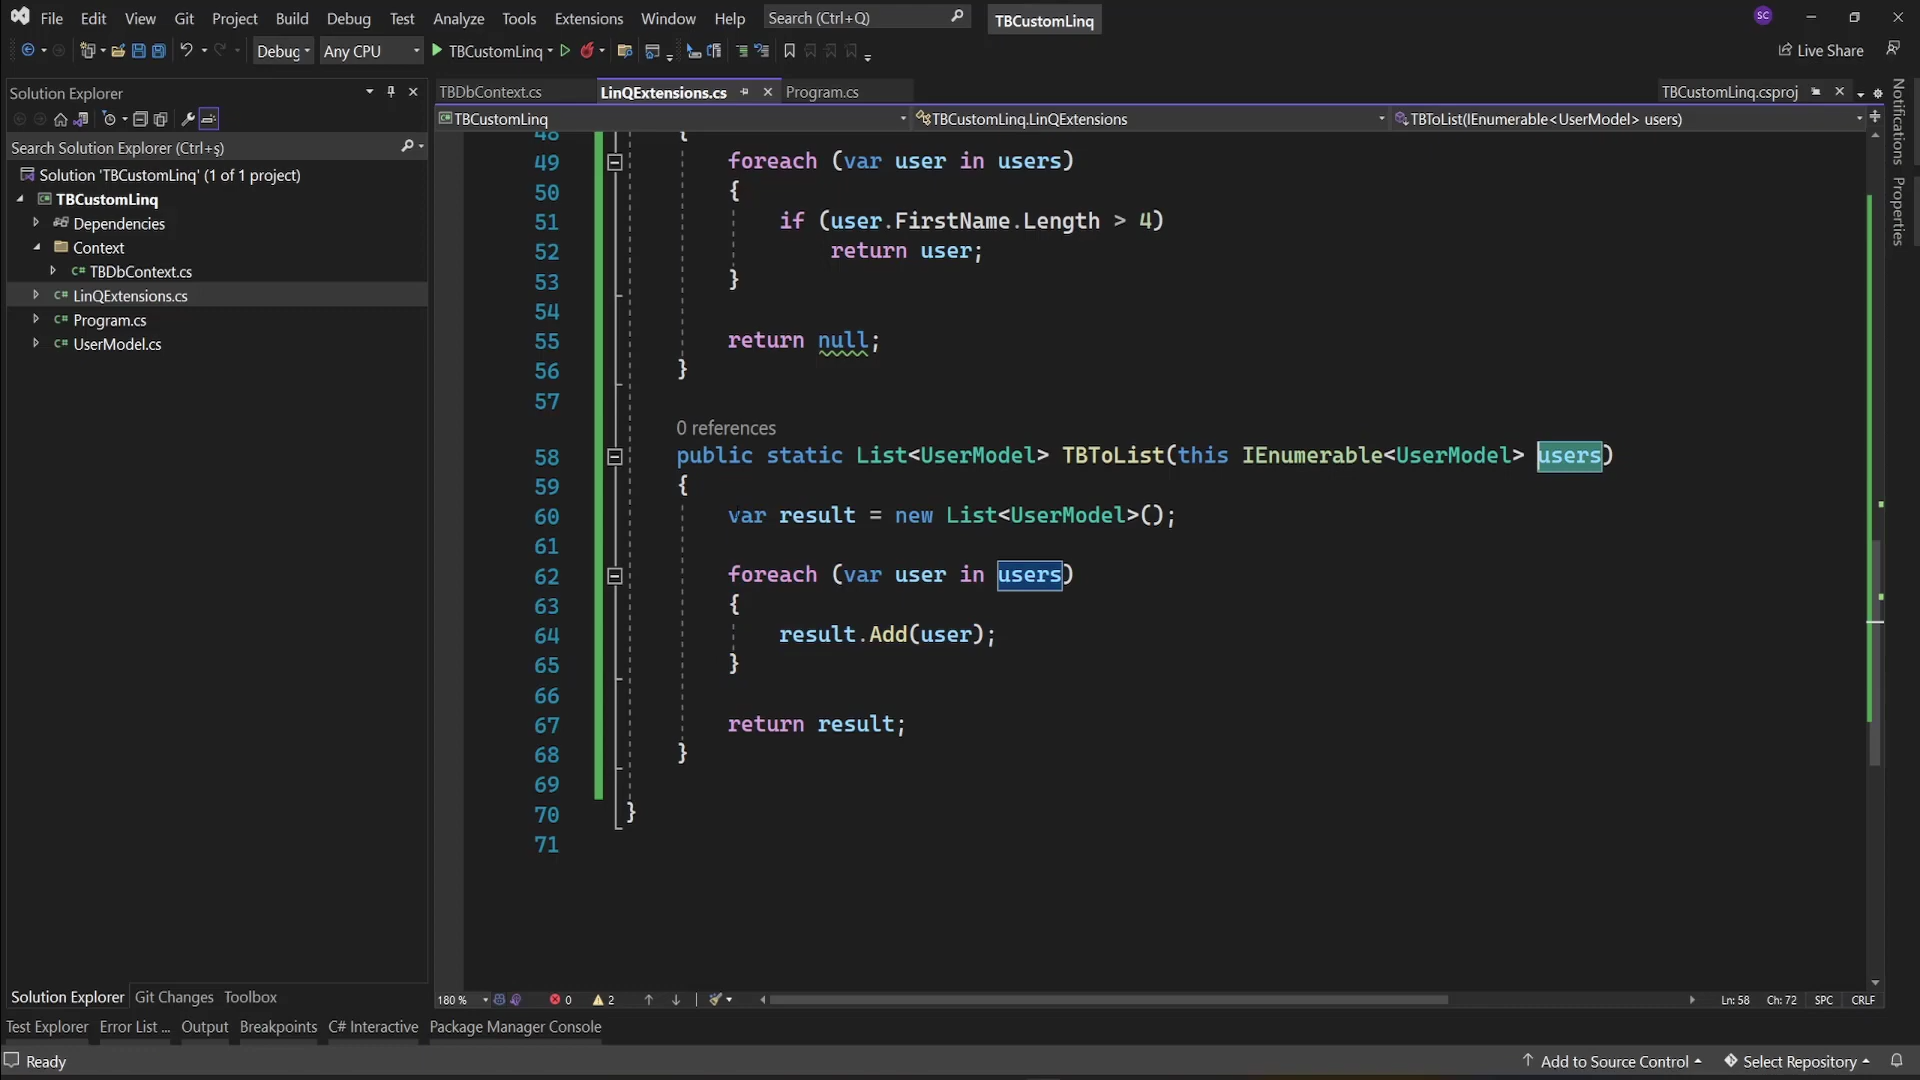 File Edit View Git Project Build Debug Test Analyze Tools Extensions Window Help Search (Ctrl+Q) TBCustomLinq SC
Debug Any CPU TBCustomLinq Live Share
Solution Explorer
Search Solution Explorer (Ctrl+ş)
Solution 'TBCustomLinq' (1 of 1 project)
TBCustomLinq
Dependencies
Context
C# TBDbContext.cs
C# LinQExtensions.cs
C# Program.cs
C# UserModel.cs
Solution Explorer Git Changes Toolbox
TBDbContext.cs LinQExtensions.cs Program.cs TBCustomLinq.csproj
TBCustomLinq TBCustomLinq.LinQExtensions TBToList(IEnumerable<UserModel> users)
48 {
49 foreach (var user in users)
50 {
51 if (user.FirstName.Length > 4)
52 return user;
53 }
54
55 return null;
56 }
57
0 references
58 public static List<UserModel> TBToList(this IEnumerable<UserModel> users)
59 {
60 var result = new List<UserModel>();
61
62 foreach (var user in users)
63 {
64 result.Add(user);
65 }
66
67 return result;
68 }
69
70 }
71
180 % 0 2 Ln: 58 Ch: 72 SPC CRLF
Notifications
Properties
Test Explorer Error List ... Output Breakpoints C# Interactive Package Manager Console
Ready Add to Source Control Select Repository